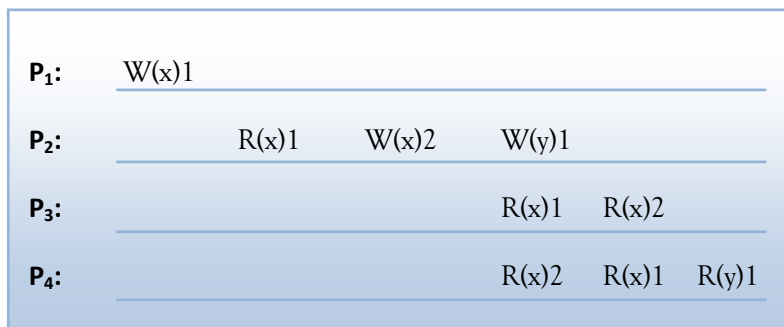 P₁: W(x)1
P₂: R(x)1 W(x)2 W(y)1
P₃: R(x)1 R(x)2
P₄: R(x)2 R(x)1 R(y)1